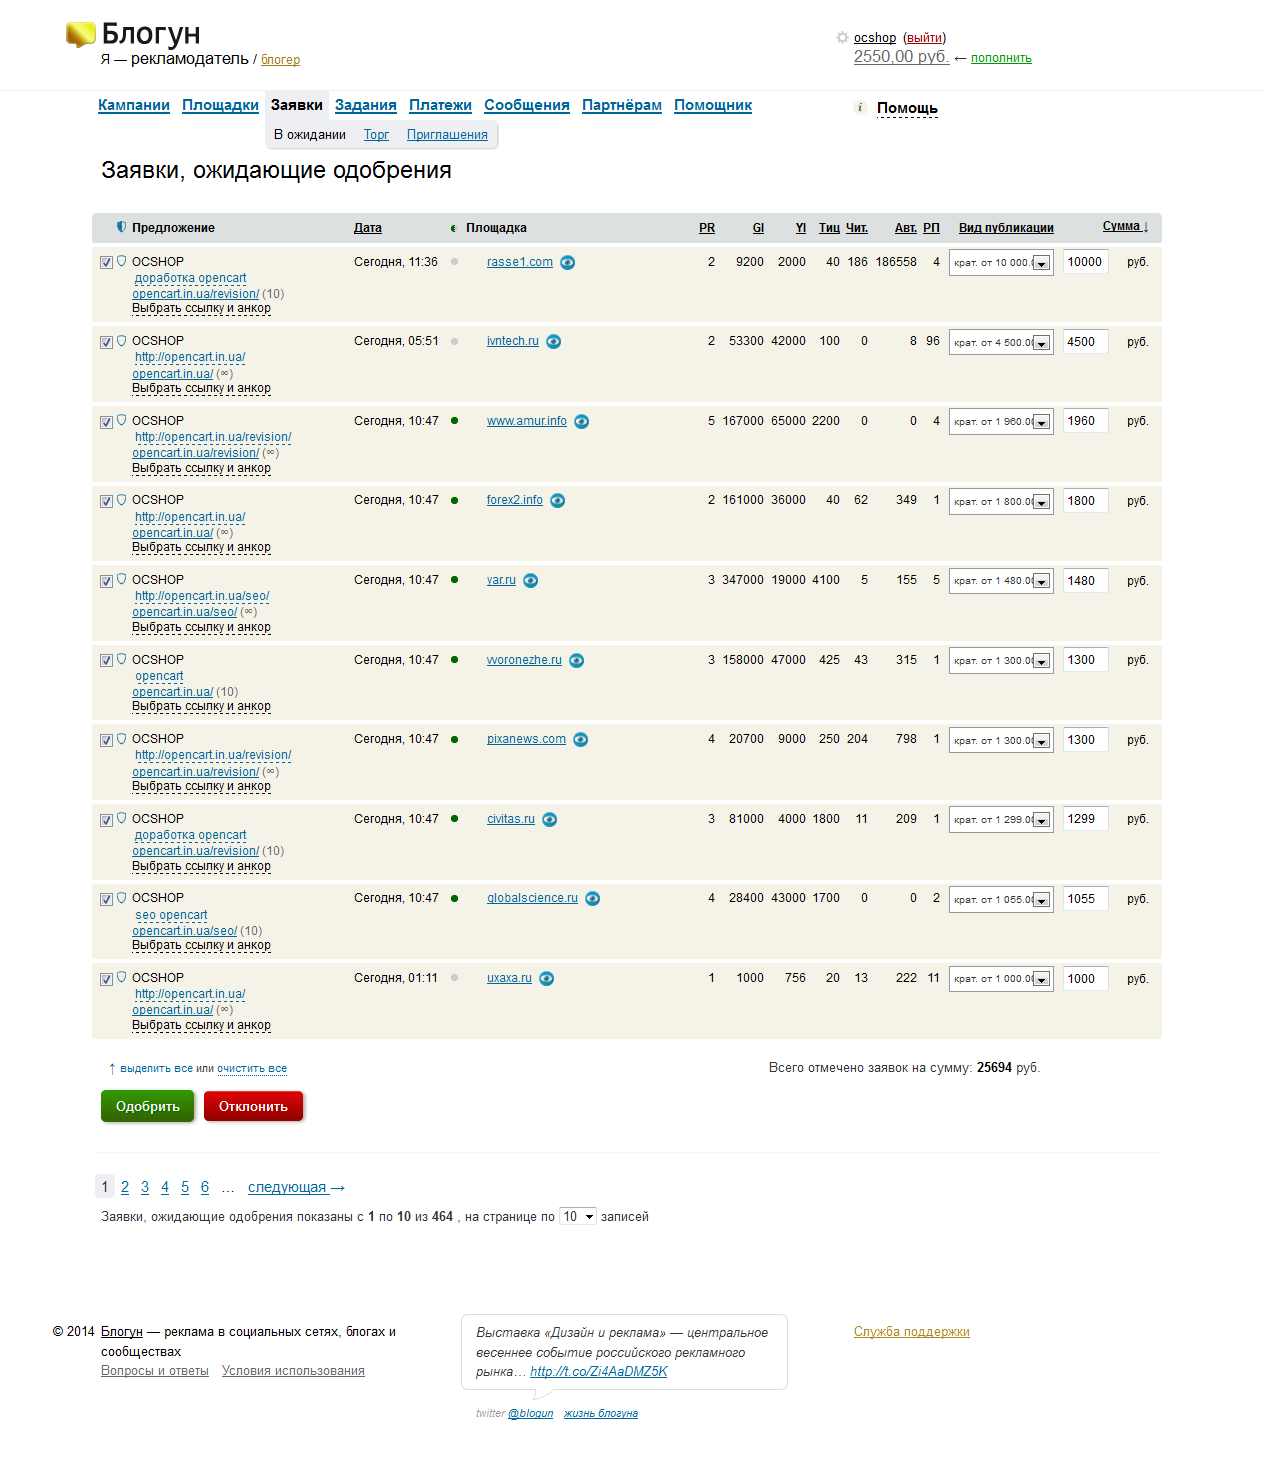 Блогун
Я — рекламодатель / блогер
ocshop (выйти)
2550,00 руб. ← пополнить
Кампании Площадки Заявки Задания Платежи Сообщения Партнёрам Помощник
i Помощь
В ожидании Торг Приглашения
Заявки, ожидающие одобрения
Предложение Дата Площадка PR GI YI Тиц Чит. Авт. РП Вид публикации Сумма ↓
OCSHOP Сегодня, 11:36 rasse1.com 2 9200 2000 40 186 186558 4 крат. от 10 000.0 10000 руб.
доработка opencart
opencart.in.ua/revision/ (10)
Выбрать ссылку и анкор
OCSHOP Сегодня, 05:51 ivntech.ru 2 53300 42000 100 0 8 96 крат. от 4 500.00 4500 руб.
http://opencart.in.ua/
opencart.in.ua/ (∞)
Выбрать ссылку и анкор
OCSHOP Сегодня, 10:47 www.amur.info 5 167000 65000 2200 0 0 4 крат. от 1 960.00 1960 руб.
http://opencart.in.ua/revision/
opencart.in.ua/revision/ (∞)
Выбрать ссылку и анкор
OCSHOP Сегодня, 10:47 forex2.info 2 161000 36000 40 62 349 1 крат. от 1 800.00 1800 руб.
http://opencart.in.ua/
opencart.in.ua/ (∞)
Выбрать ссылку и анкор
OCSHOP Сегодня, 10:47 yar.ru 3 347000 19000 4100 5 155 5 крат. от 1 480.00 1480 руб.
http://opencart.in.ua/seo/
opencart.in.ua/seo/ (∞)
Выбрать ссылку и анкор
OCSHOP Сегодня, 10:47 vvoronezhe.ru 3 158000 47000 425 43 315 1 крат. от 1 300.00 1300 руб.
opencart
opencart.in.ua/ (10)
Выбрать ссылку и анкор
OCSHOP Сегодня, 10:47 pixanews.com 4 20700 9000 250 204 798 1 крат. от 1 300.00 1300 руб.
http://opencart.in.ua/revision/
opencart.in.ua/revision/ (∞)
Выбрать ссылку и анкор
OCSHOP Сегодня, 10:47 civitas.ru 3 81000 4000 1800 11 209 1 крат. от 1 299.00 1299 руб.
доработка opencart
opencart.in.ua/revision/ (10)
Выбрать ссылку и анкор
OCSHOP Сегодня, 10:47 globalscience.ru 4 28400 43000 1700 0 0 2 крат. от 1 055.00 1055 руб.
seo opencart
opencart.in.ua/seo/ (10)
Выбрать ссылку и анкор
OCSHOP Сегодня, 01:11 uxaxa.ru 1 1000 756 20 13 222 11 крат. от 1 000.00 1000 руб.
http://opencart.in.ua/
opencart.in.ua/ (∞)
Выбрать ссылку и анкор
↑ выделить все или очистить все
Всего отмечено заявок на сумму: 25694 руб.
Одобрить Отклонить
1 2 3 4 5 6 … следующая →
Заявки, ожидающие одобрения показаны с 1 по 10 из 464 , на странице по 10 записей
© 2014 Блогун — реклама в социальных сетях, блогах и
сообществах
Вопросы и ответы Условия использования
Выставка «Дизайн и реклама» — центральное
весеннее событие российского рекламного
рынка… http://t.co/Zi4AaDMZ5K
twitter @blogun жизнь блогуна
Служба поддержки